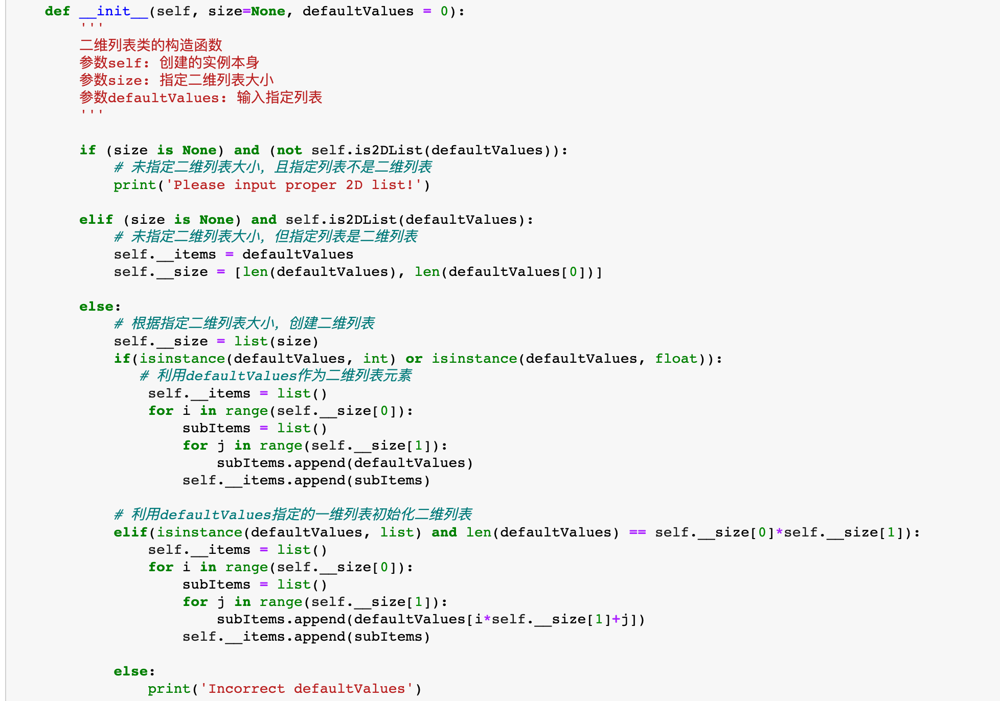 def __init__(self, size=None, defaultValues = 0):
    '''
    二维列表类的构造函数
    参数self: 创建的实例本身
    参数size: 指定二维列表大小
    参数defaultValues: 输入指定列表
    '''

    if (size is None) and (not self.is2DList(defaultValues)):
        # 未指定二维列表大小，且指定列表不是二维列表
        print('Please input proper 2D list!')

    elif (size is None) and self.is2DList(defaultValues):
        # 未指定二维列表大小，但指定列表是二维列表
        self.__items = defaultValues
        self.__size = [len(defaultValues), len(defaultValues[0])]

    else:
        # 根据指定二维列表大小，创建二维列表
        self.__size = list(size)
        if(isinstance(defaultValues, int) or isinstance(defaultValues, float)):
           # 利用defaultValues作为二维列表元素
            self.__items = list()
            for i in range(self.__size[0]):
                subItems = list()
                for j in range(self.__size[1]):
                    subItems.append(defaultValues)
                self.__items.append(subItems)

        # 利用defaultValues指定的一维列表初始化二维列表
        elif(isinstance(defaultValues, list) and len(defaultValues) == self.__size[0]*self.__size[1]):
            self.__items = list()
            for i in range(self.__size[0]):
                subItems = list()
                for j in range(self.__size[1]):
                    subItems.append(defaultValues[i*self.__size[1]+j])
                self.__items.append(subItems)

        else:
            print('Incorrect defaultValues')